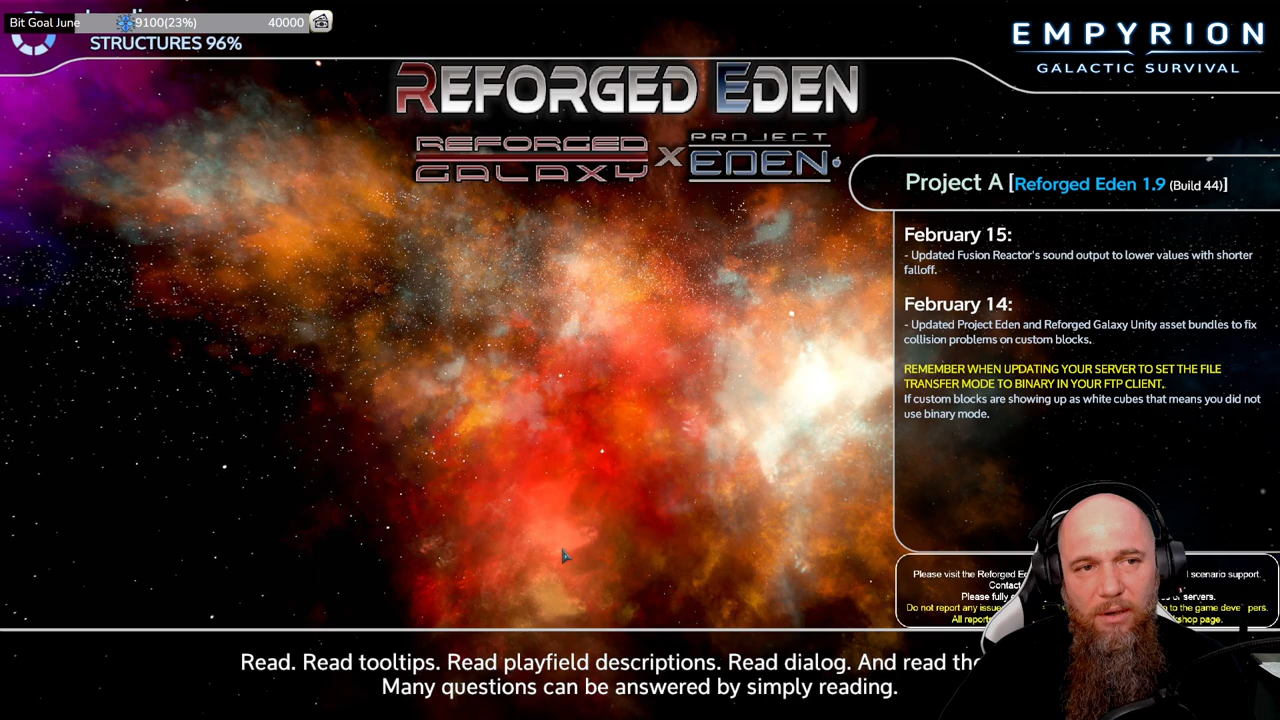 Bit Goal June 9100(23%) 40000
STRUCTURES 96%
EMPYRION
GALACTIC SURVIVAL
REFORGED EDEN
REFORGED GALAXY X PROJECT EDEN
Project A [Reforged Eden 1.9 (Build 44)]
February 15:
- Updated Fusion Reactor's sound output to lower values with shorter
falloff.
February 14:
- Updated Project Eden and Reforged Galaxy Unity asset bundles to fix
collision problems on custom blocks.
REMEMBER WHEN UPDATING YOUR SERVER TO SET THE FILE
TRANSFER MODE TO BINARY IN YOUR FTP CLIENT.
If custom blocks are showing up as white cubes that means you did not
use binary mode.
Please visit the Reforged scenario support.
Contact
Please fully servers.
Do not report any to the game
All
page.
Read. Read tooltips. Read playfield descriptions. Read dialog. And read
Many questions can be answered by simply reading.